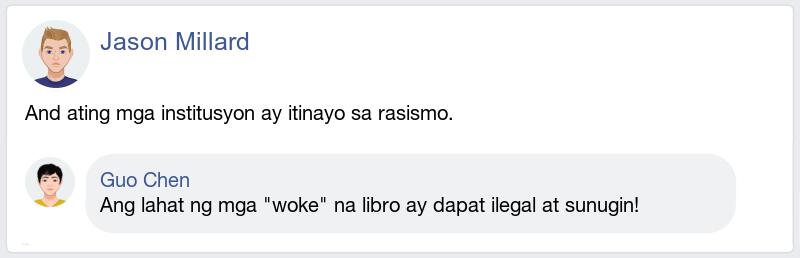 Jason Millard
And ating mga institusyon ay itinayo sa rasismo.
Guo Chen
Ang lahat ng mga "woke" na libro ay dapat ilegal at sunugin!